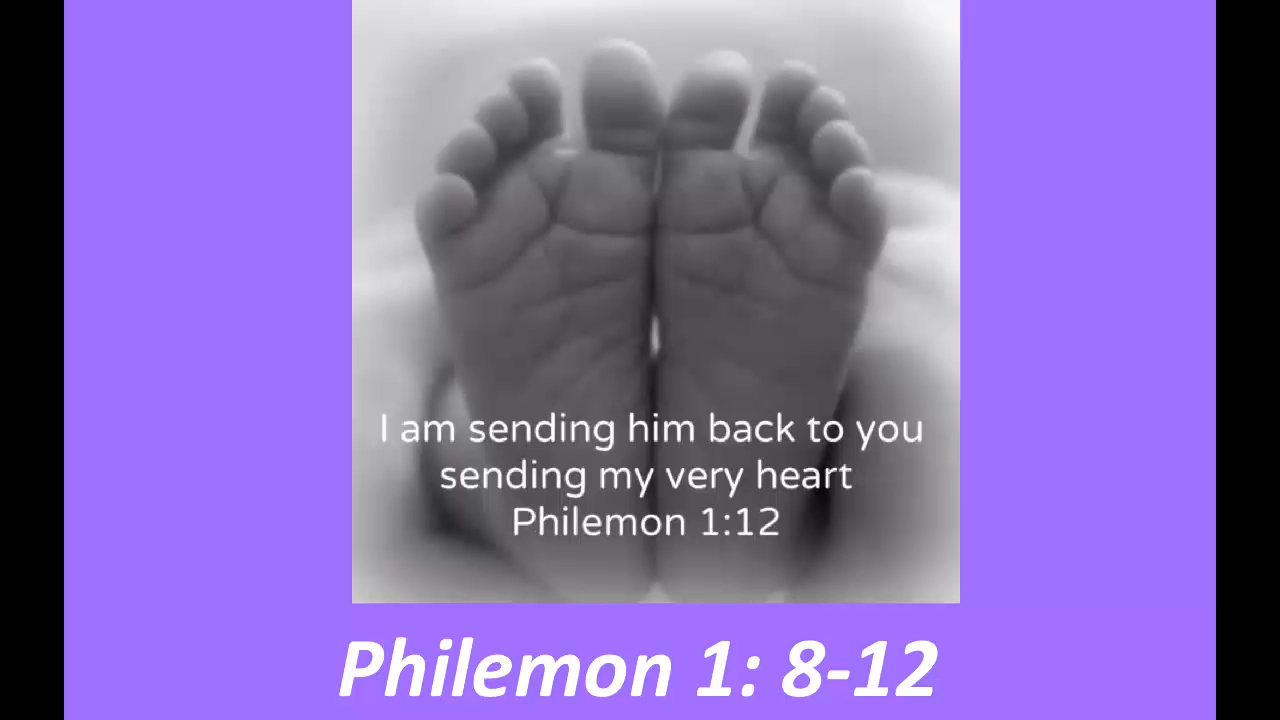 I am sending him back to you
sending my very heart
Philemon 1:12
Philemon 1: 8-12